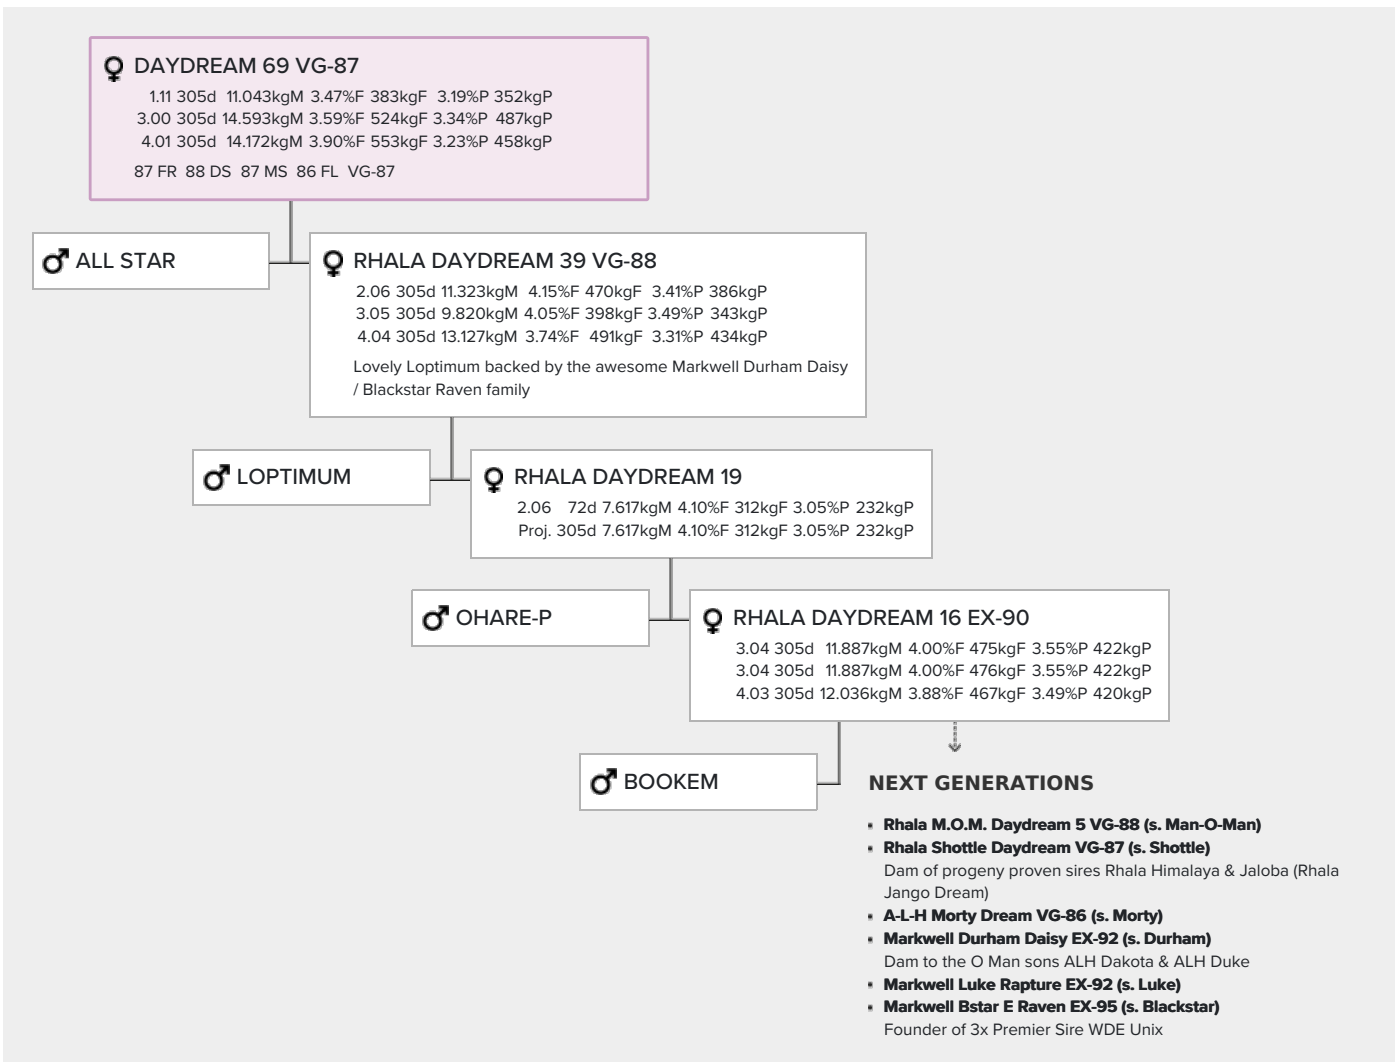 DAYDREAM 69 VG-87
1.11 305d 11.043kgM 3.47%F 383kgF 3.19%P 352kgP
3.00 305d 14.593kgM 3.59%F 524kgF 3.34%P 487kgP
4.01 305d 14.172kgM 3.90%F 553kgF 3.23%P 458kgP
87 FR 88 DS 87 MS 86 FL VG-87
ALL STAR
RHALA DAYDREAM 39 VG-88
2.06 305d 11.323kgM 4.15%F 470kgF 3.41%P 386kgP
3.05 305d 9.820kgM 4.05%F 398kgF 3.49%P 343kgP
4.04 305d 13.127kgM 3.74%F 491kgF 3.31%P 434kgP
Lovely Loptimum backed by the awesome Markwell Durham Daisy
/ Blackstar Raven family
LOPTIMUM
RHALA DAYDREAM 19
2.06 72d 7.617kgM 4.10%F 312kgF 3.05%P 232kgP
Proj. 305d 7.617kgM 4.10%F 312kgF 3.05%P 232kgP
OHARE-P
RHALA DAYDREAM 16 EX-90
3.04 305d 11.887kgM 4.00%F 475kgF 3.55%P 422kgP
3.04 305d 11.887kgM 4.00%F 476kgF 3.55%P 422kgP
4.03 305d 12.036kgM 3.88%F 467kgF 3.49%P 420kgP
BOOKEM
NEXT GENERATIONS
Rhala M.O.M. Daydream 5 VG-88 (s. Man-O-Man)
Rhala Shottle Daydream VG-87 (s. Shottle)
Dam of progeny proven sires Rhala Himalaya & Jaloba (Rhala
Jango Dream)
A-L-H Morty Dream VG-86 (s. Morty)
Markwell Durham Daisy EX-92 (s. Durham)
Dam to the O Man sons ALH Dakota & ALH Duke
Markwell Luke Rapture EX-92 (s. Luke)
Markwell Bstar E Raven EX-95 (s. Blackstar)
Founder of 3x Premier Sire WDE Unix